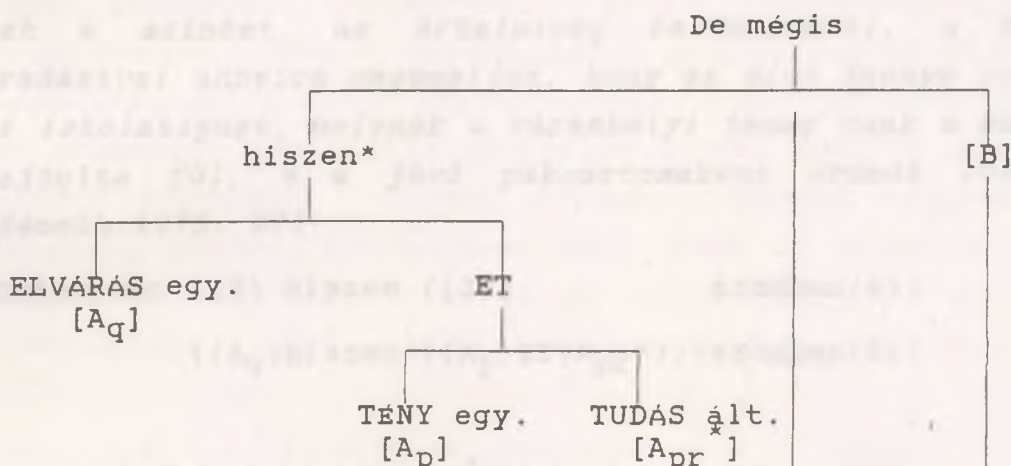 De mégis
hiszen* [B]
ELVÁRÁS egy. ET
[Aq]
TÉNY egy. TUDÁS ált.
[Ap] [Apr*]